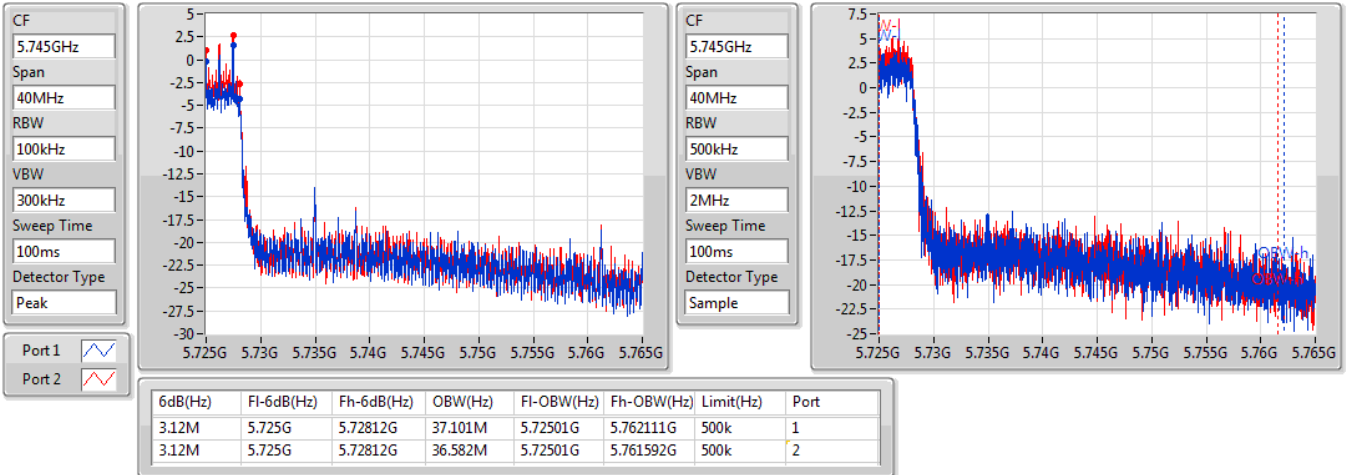 CF
5.745GHz
Span
40MHz
RBW
100kHz
VBW
300kHz
Sweep Time
100ms
Detector Type
Peak
Port 1
Port 2
5
2.5
0
-2.5
-5
-7.5
-10
-12.5
-15
-17.5
-20
-22.5
-25
-27.5
-30
5.725G 5.73G 5.735G 5.74G 5.745G 5.75G 5.755G 5.76G 5.765G
CF
5.745GHz
Span
40MHz
RBW
500kHz
VBW
2MHz
Sweep Time
100ms
Detector Type
Sample
7.5
5
2.5
0
-2.5
-5
-7.5
-10
-12.5
-15
-17.5
-20
-22.5
-25
OBW-h
OBW-h
5.725G 5.73G 5.735G 5.74G 5.745G 5.75G 5.755G 5.76G 5.765G
6dB(Hz) Fl-6dB(Hz) Fh-6dB(Hz) OBW(Hz) Fl-OBW(Hz) Fh-OBW(Hz) Limit(Hz) Port
3.12M 5.725G 5.72812G 37.101M 5.72501G 5.762111G 500k 1
3.12M 5.725G 5.72812G 36.582M 5.72501G 5.761592G 500k 2